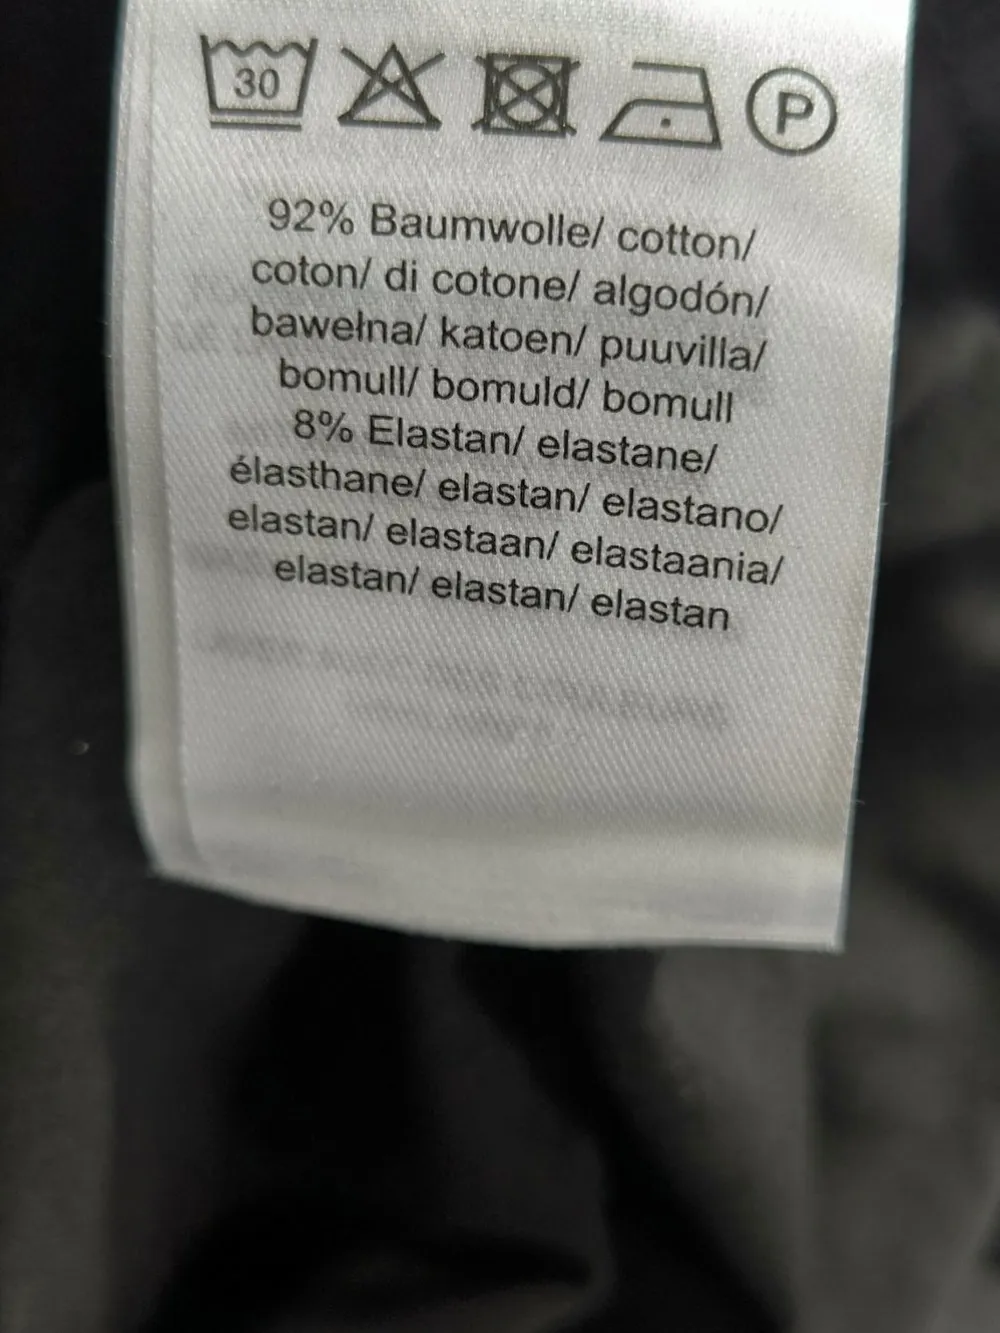 30 P
92% Baumwolle/ cotton/
coton/ di cotone/ algodón/
bawełna/ katoen/ puuvilla/
bomull/ bomuld/ bomull
8% Elastan/ elastane/
élasthane/ elastan/ elastano/
elastan/ elastaan/ elastaania/
elastan/ elastan/ elastan